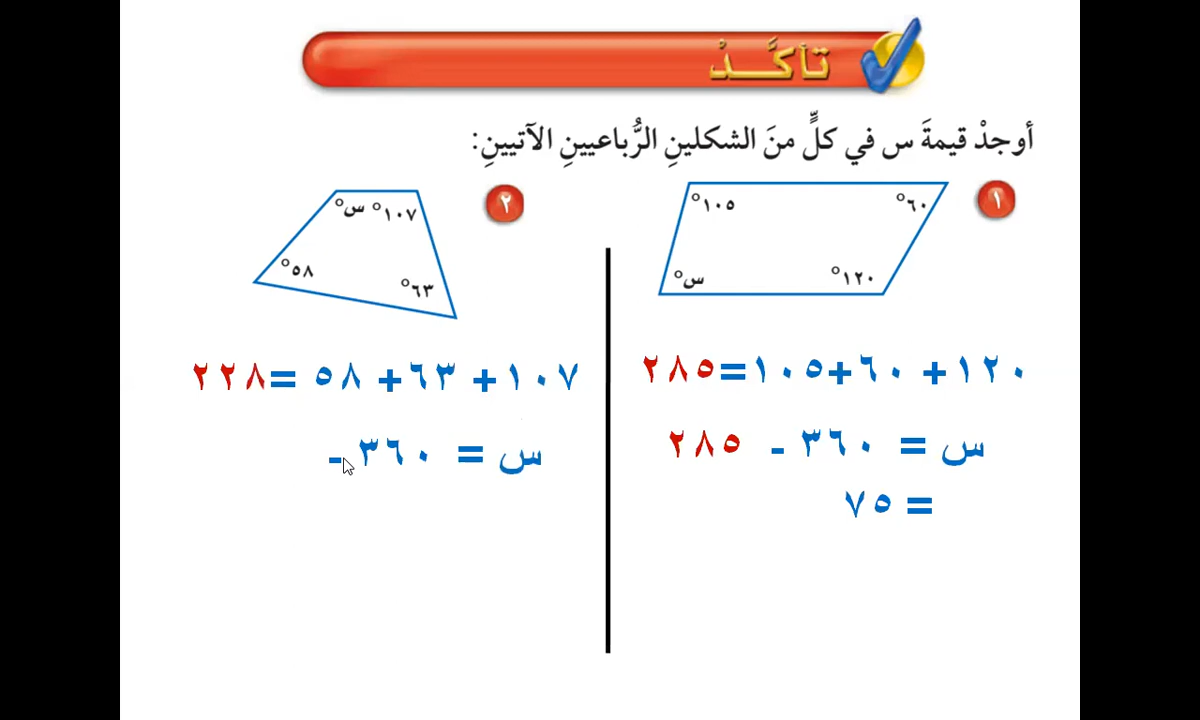 تأكَّـــدْ
أوجدْ قيمةَ س في كلٍّ منَ الشكلينِ الرُّباعيينِ الآتيينِ:
١
٦٠°
١٠٥°
١٢٠°
س°
١٢٠+ ٦٠+١٠٥=٢٨٥
س = ٣٦٠ - ٢٨٥
= ٧٥
٢
١٠٧°
س°
٥٨°
٦٣°
١٠٧+ ٦٣+ ٥٨ =٢٢٨
س = ٣٦٠-